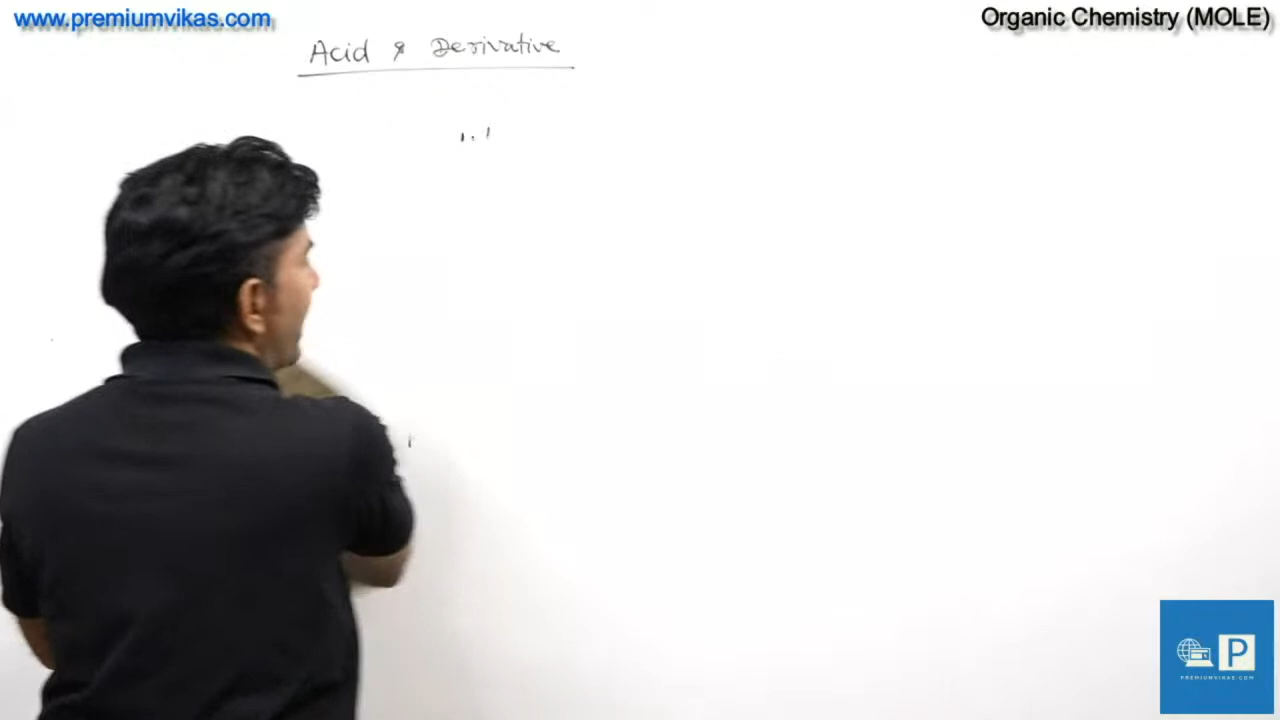 www.premiumvikas.com
Organic Chemistry (MOLE)
Acid & Derivative
P
PREMIUMVIKAS.COM